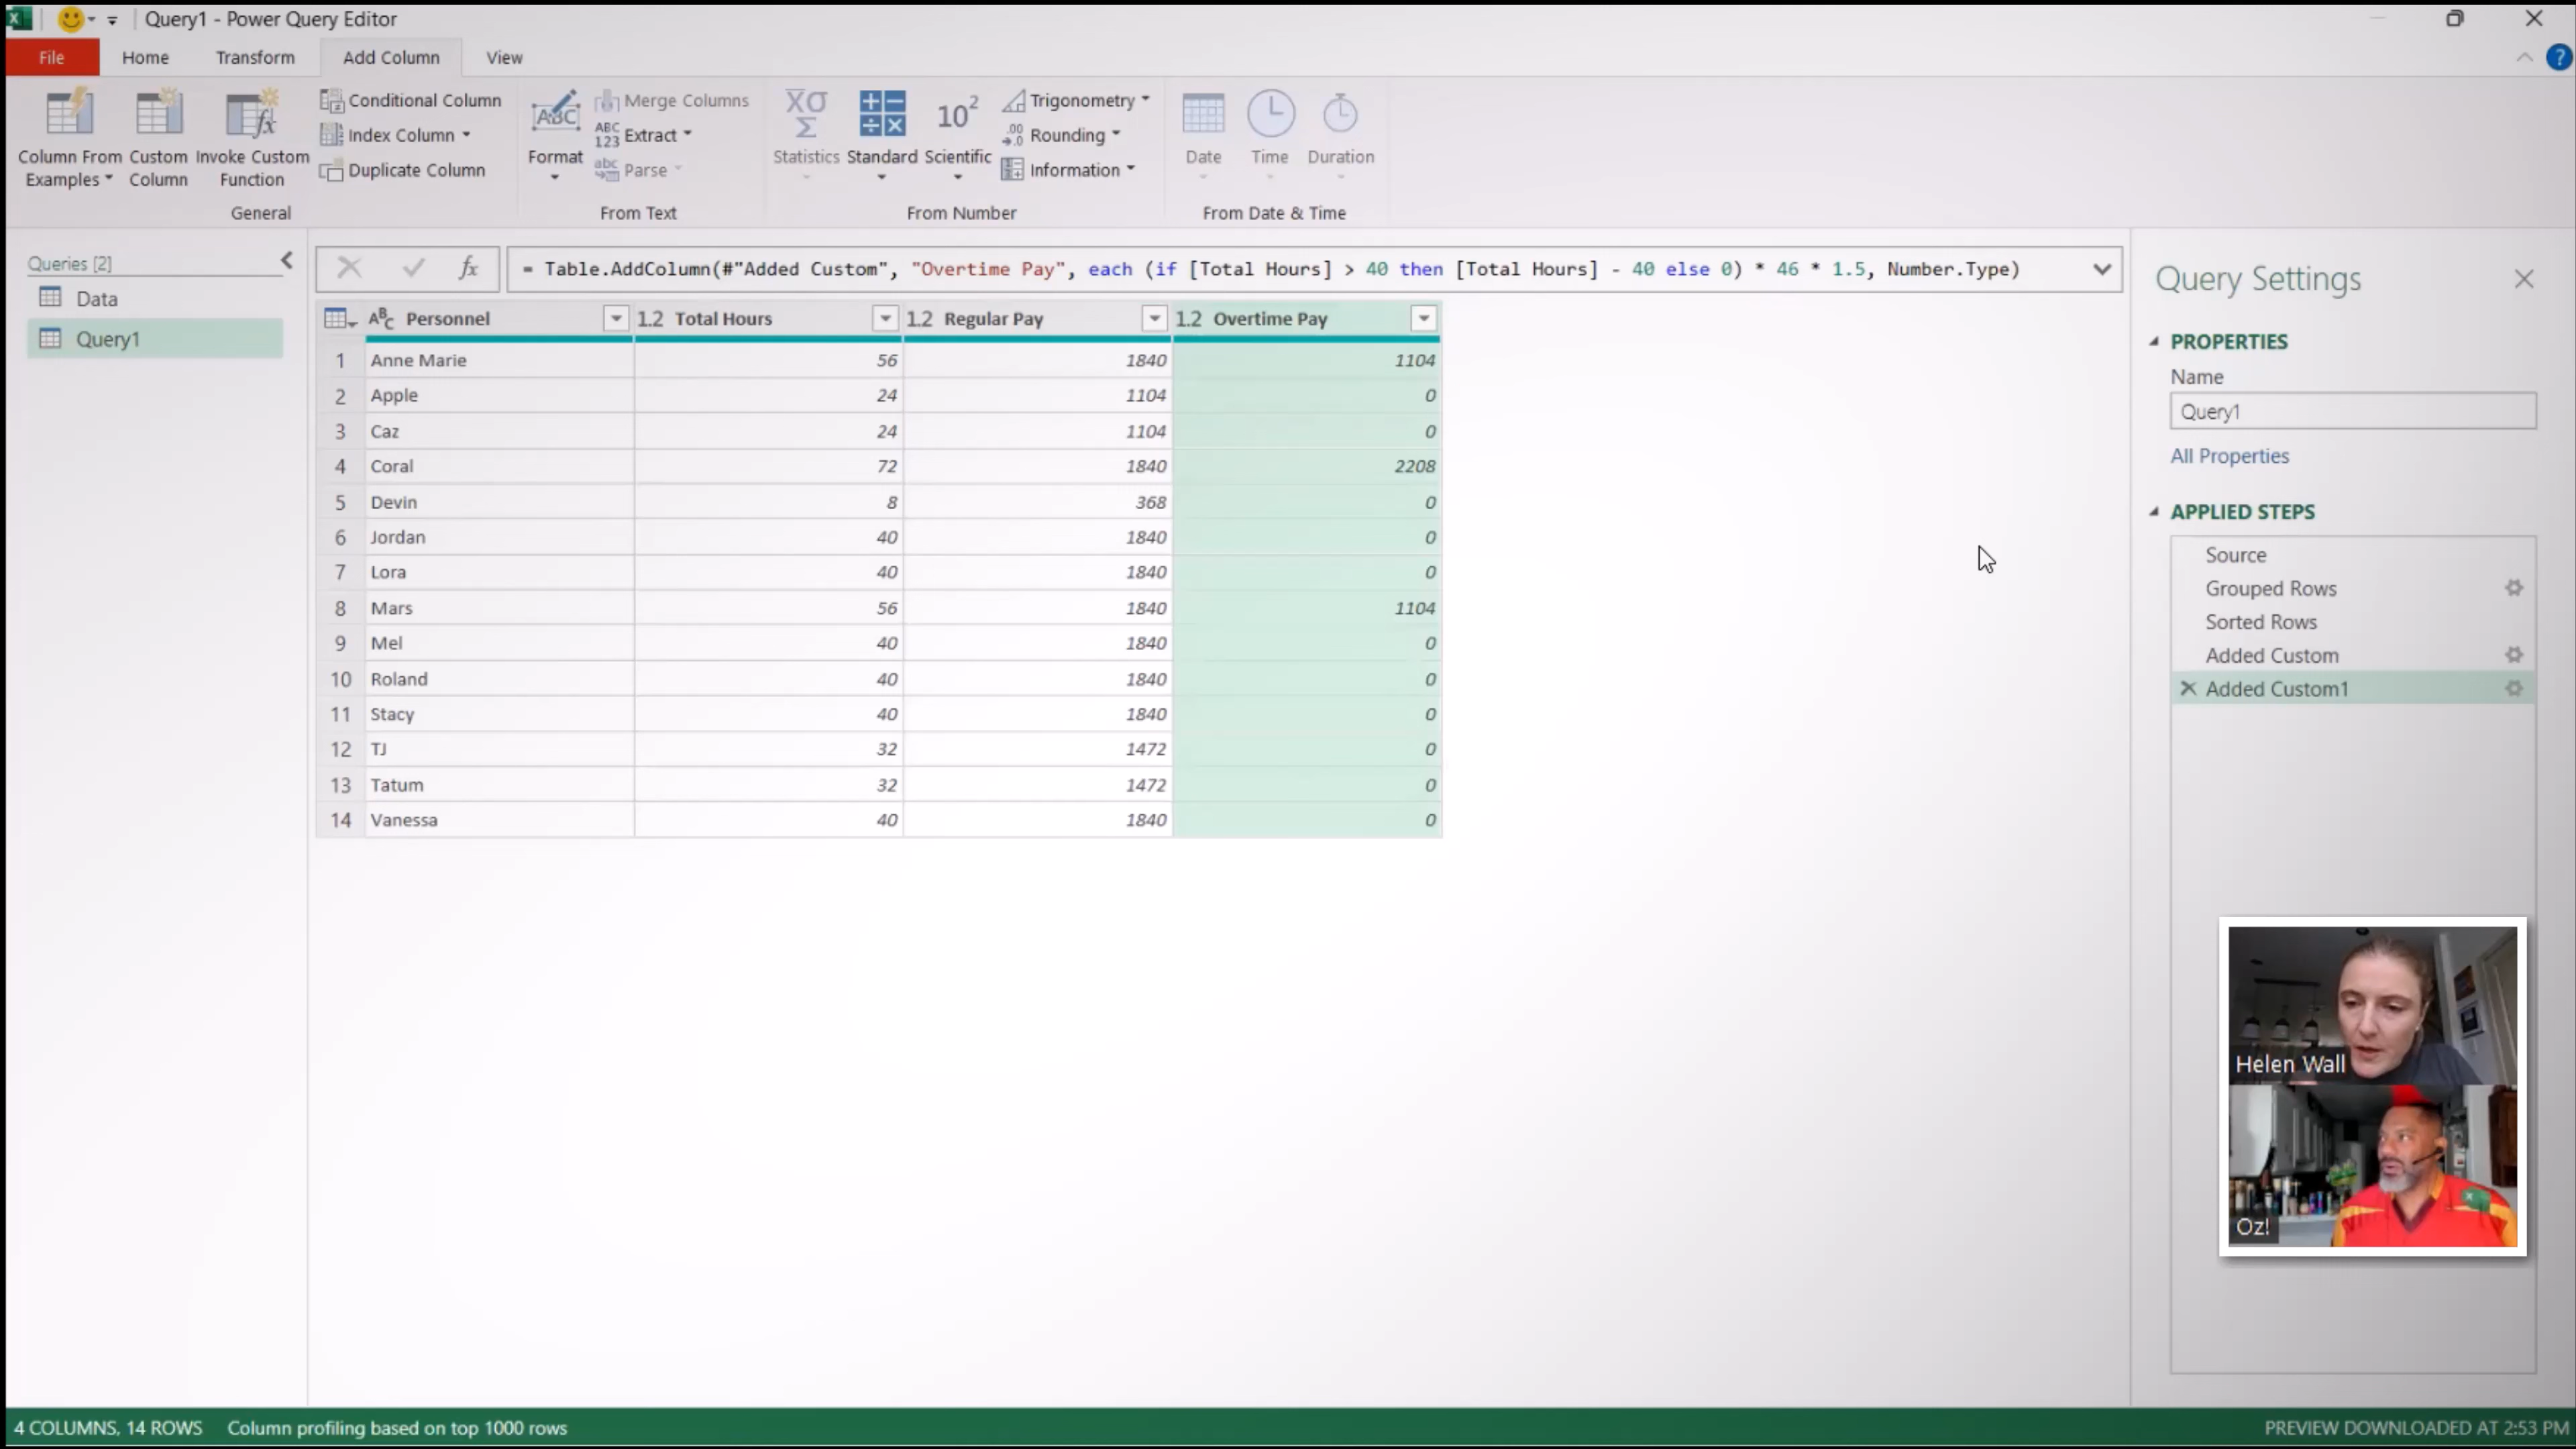 Query1 - Power Query Editor
File Home Transform Add Column View
Column From Examples
Custom Column
Invoke Custom Function
Conditional Column
Index Column
Duplicate Column
General
Format
Merge Columns
Extract
Parse
From Text
Statistics
Standard
Scientific
Trigonometry
Rounding
Information
From Number
Date
Time
Duration
From Date & Time
Queries [2]
Data
Query1
= Table.AddColumn(#"Added Custom", "Overtime Pay", each (if [Total Hours] > 40 then [Total Hours] - 40 else 0) * 46 * 1.5, Number.Type)
Personnel 1.2 Total Hours 1.2 Regular Pay 1.2 Overtime Pay
1 Anne Marie 56 1840 1104
2 Apple 24 1104 0
3 Caz 24 1104 0
4 Coral 72 1840 2208
5 Devin 8 368 0
6 Jordan 40 1840 0
7 Lora 40 1840 0
8 Mars 56 1840 1104
9 Mel 40 1840 0
10 Roland 40 1840 0
11 Stacy 40 1840 0
12 TJ 32 1472 0
13 Tatum 32 1472 0
14 Vanessa 40 1840 0
Query Settings
PROPERTIES
Name
Query1
All Properties
APPLIED STEPS
Source
Grouped Rows
Sorted Rows
Added Custom
Added Custom1
Helen Wall
Oz!
4 COLUMNS, 14 ROWS Column profiling based on top 1000 rows
PREVIEW DOWNLOADED AT 2:53 PM